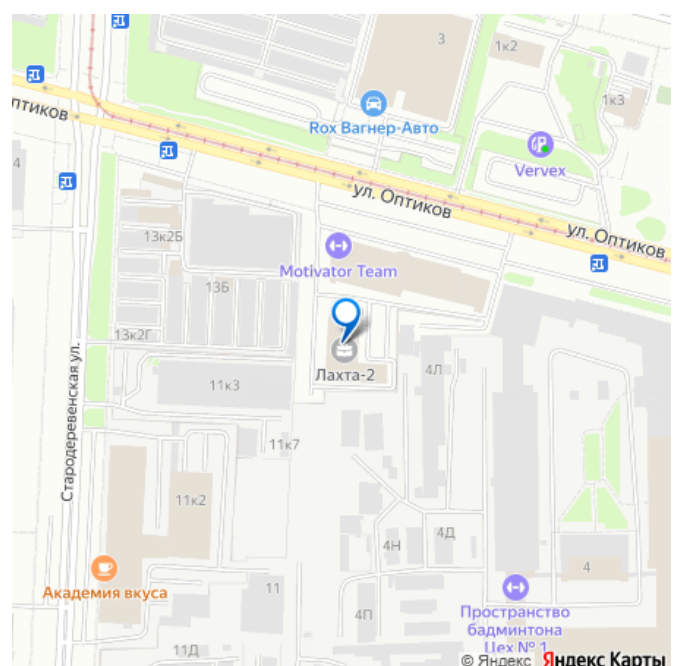 3
1к2
1к3
Rox Вагнер-Авто
Оптиков
Vervex
4
ул. Оптиков
ул. Оптиков
13к2Б
Motivator Team
13Б
13к2Г
Лахта-2
4Л
11к3
Стародеревенская ул.
11к7
11к2
4Д
4Н
4
Академия вкуса
11
4П
Пространство
бадминтона
Цех № 1
11Д
© Яндекс Яндекс Карты